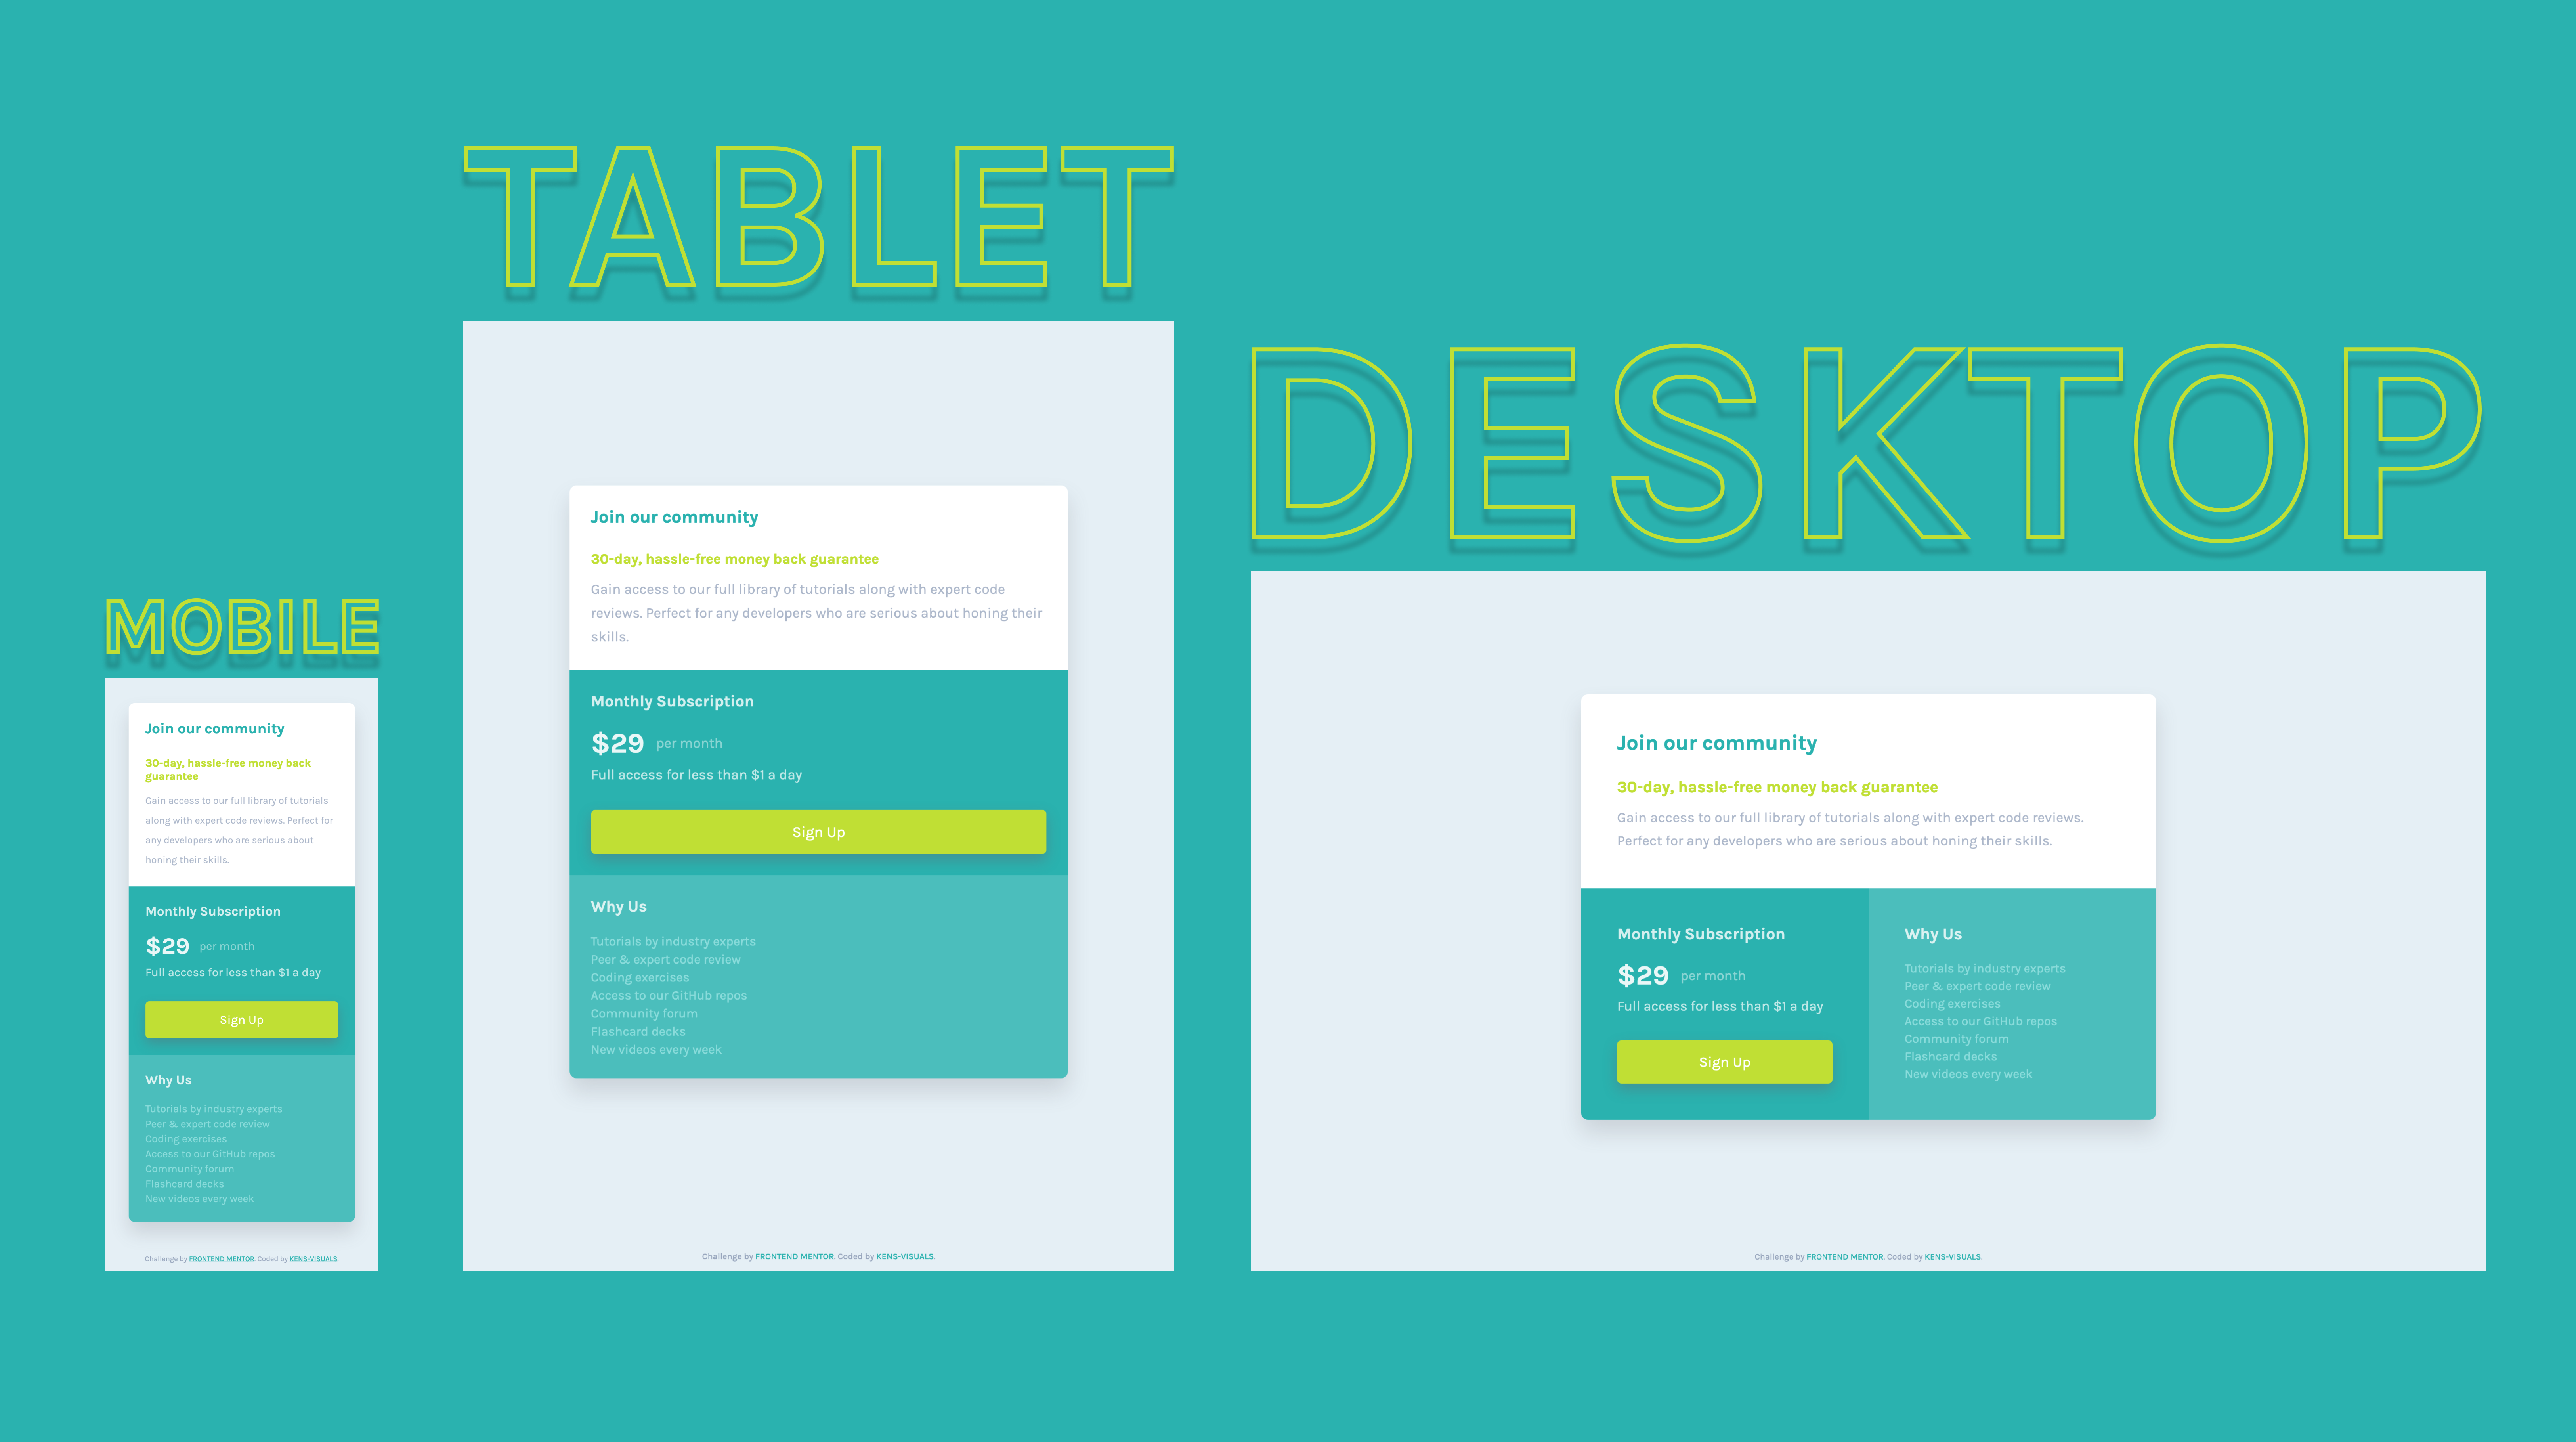 MOBILE
Join our community
30-day, hassle-free money back
guarantee
Gain access to our full library of tutorials
along with expert code reviews. Perfect for
any developers who are serious about
honing their skills.
Monthly Subscription
$29 per month
Full access for less than $1 a day
Sign Up
Why Us
Tutorials by industry experts
Peer & expert code review
Coding exercises
Access to our GitHub repos
Community forum
Flashcard decks
New videos every week
Challenge by FRONTEND MENTOR. Coded by KENS-VISUALS.
TABLET
Join our community
30-day, hassle-free money back guarantee
Gain access to our full library of tutorials along with expert code
reviews. Perfect for any developers who are serious about honing their
skills.
Monthly Subscription
$29 per month
Full access for less than $1 a day
Sign Up
Why Us
Tutorials by industry experts
Peer & expert code review
Coding exercises
Access to our GitHub repos
Community forum
Flashcard decks
New videos every week
Challenge by FRONTEND MENTOR. Coded by KENS-VISUALS.
DESKTOP
Join our community
30-day, hassle-free money back guarantee
Gain access to our full library of tutorials along with expert code reviews.
Perfect for any developers who are serious about honing their skills.
Monthly Subscription
$29 per month
Full access for less than $1 a day
Sign Up
Why Us
Tutorials by industry experts
Peer & expert code review
Coding exercises
Access to our GitHub repos
Community forum
Flashcard decks
New videos every week
Challenge by FRONTEND MENTOR. Coded by KENS-VISUALS.